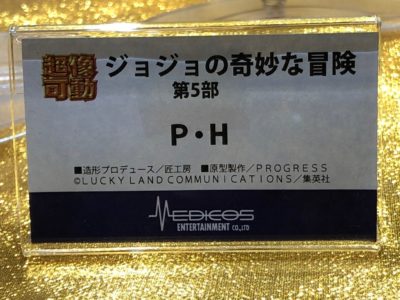 超像可動
ジョジョの奇妙な冒険
第5部
P・H
■造形プロデュース／匠工房 ■原型製作／PROGRESS
©LUCKY LAND COMMUNICATIONS／集英社
MEDICOS
ENTERTAINMENT CO.,LTD